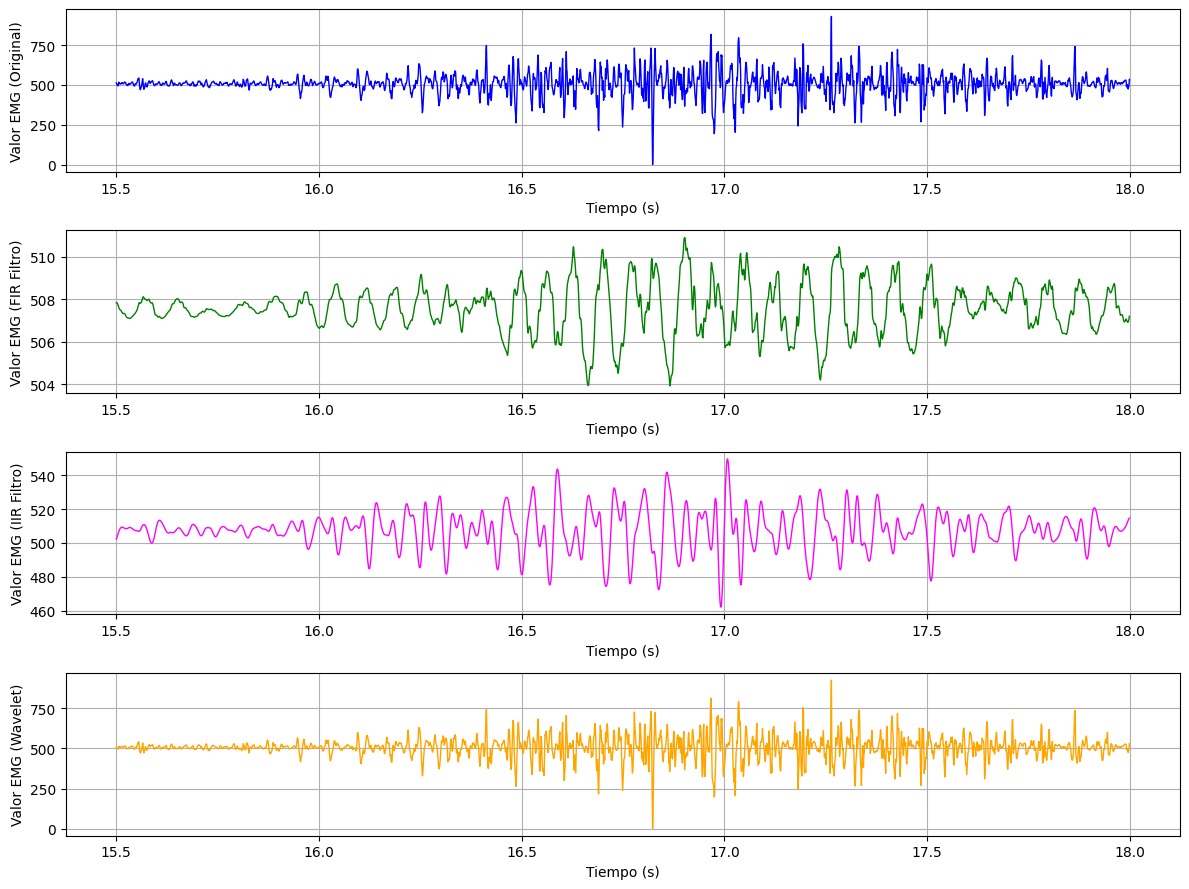 Valor EMG (Original)
750
500
250
0
15.5 16.0 16.5 17.0 17.5 18.0
Tiempo (s)
Valor EMG (FIR Filtro)
510
508
506
504
15.5 16.0 16.5 17.0 17.5 18.0
Tiempo (s)
Valor EMG (IIR Filtro)
540
520
500
480
460
15.5 16.0 16.5 17.0 17.5 18.0
Tiempo (s)
Valor EMG (Wavelet)
750
500
250
0
15.5 16.0 16.5 17.0 17.5 18.0
Tiempo (s)